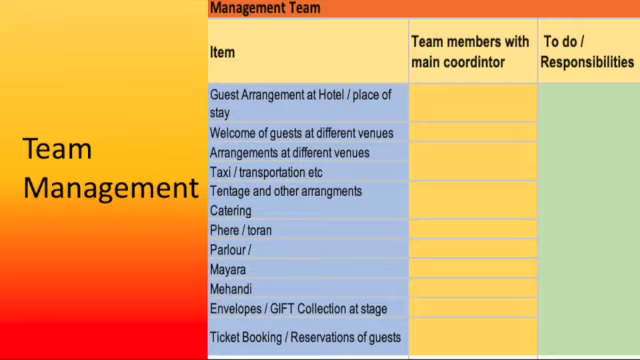 Team
Management
Management Team
Item
Team members with
main coordintor
To do /
Responsibilities
Guest Arrangement at Hotel / place of
stay
Welcome of guests at different venues
Arrangements at different venues
Taxi / transportation etc
Tentage and other arrangments
Catering
Phere / toran
Parlour /
Mayara
Mehandi
Envelopes / GIFT Collection at stage
Ticket Booking / Reservations of guests